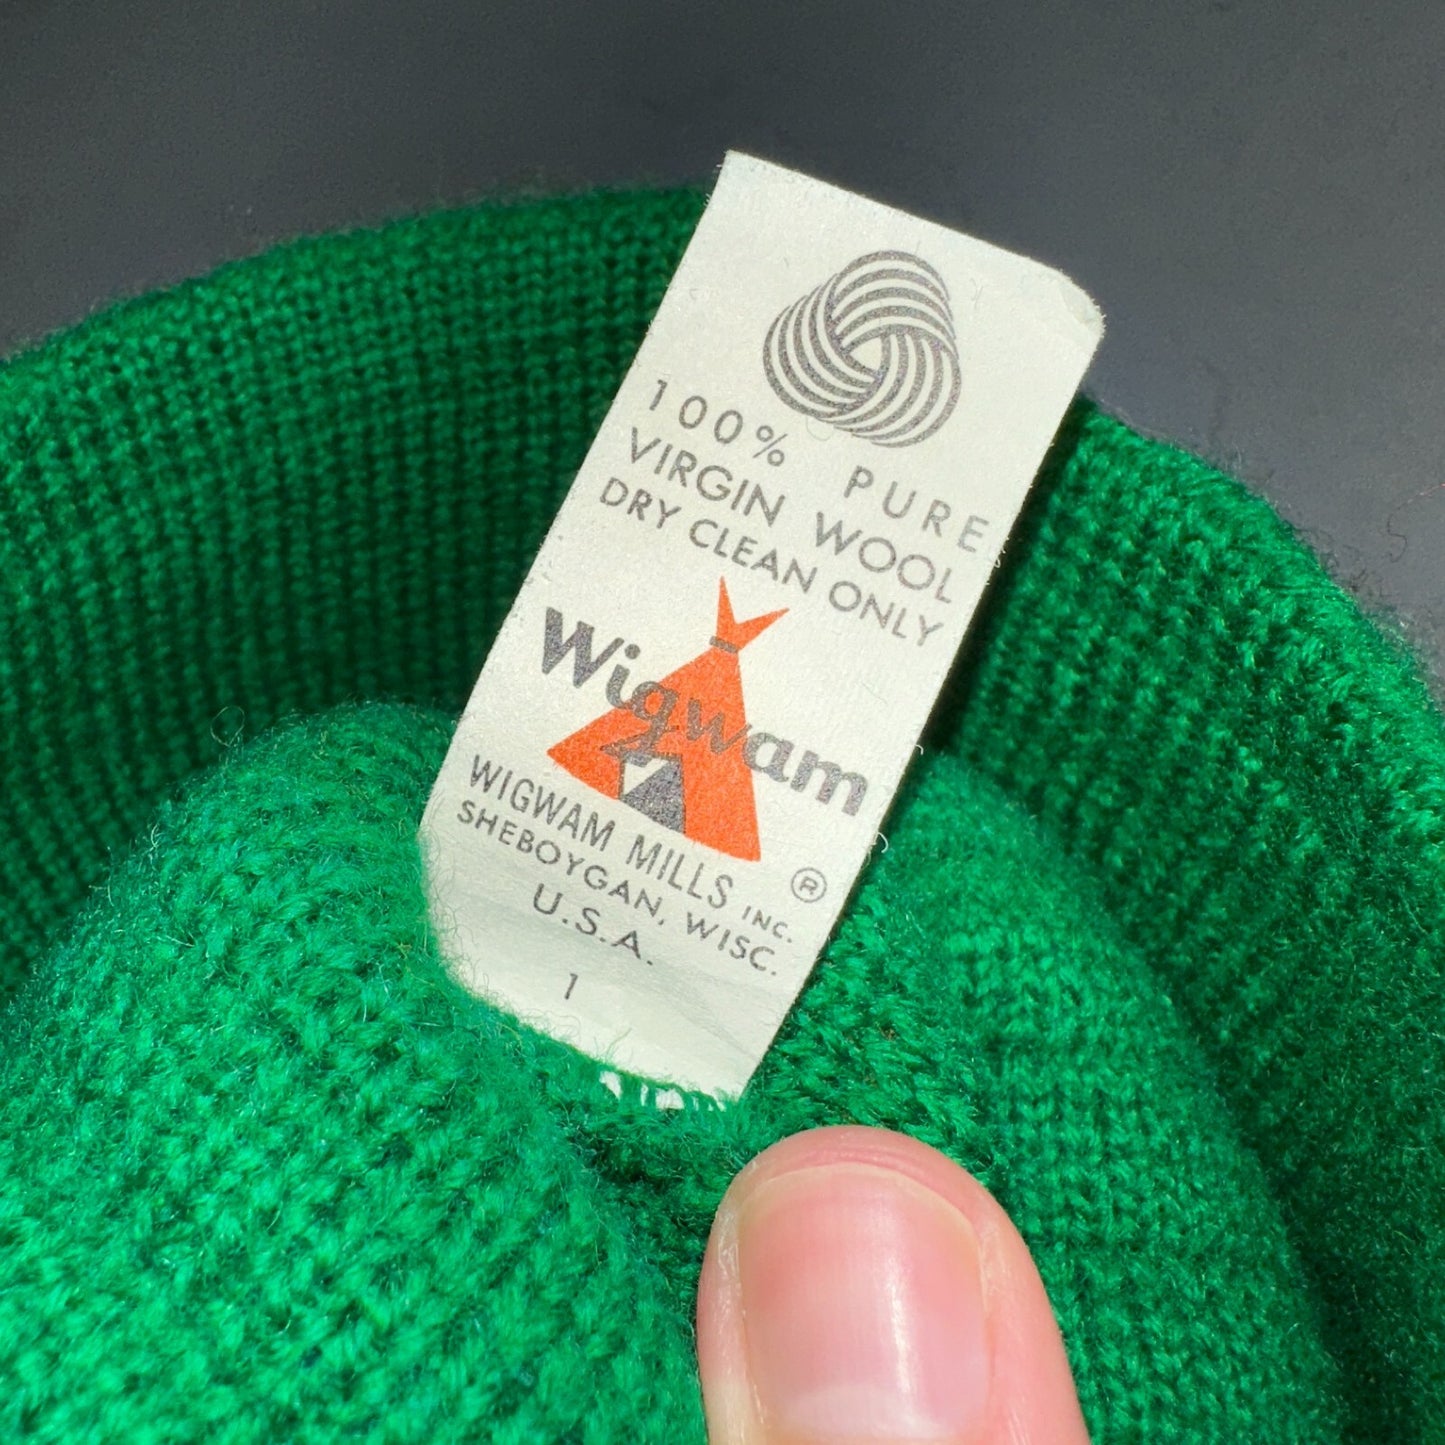 100% PURE
VIRGIN WOOL
DRY CLEAN ONLY
Wigwam
®
WIGWAM MILLS INC.
SHEBOYGAN, WISC.
U.S.A.
1